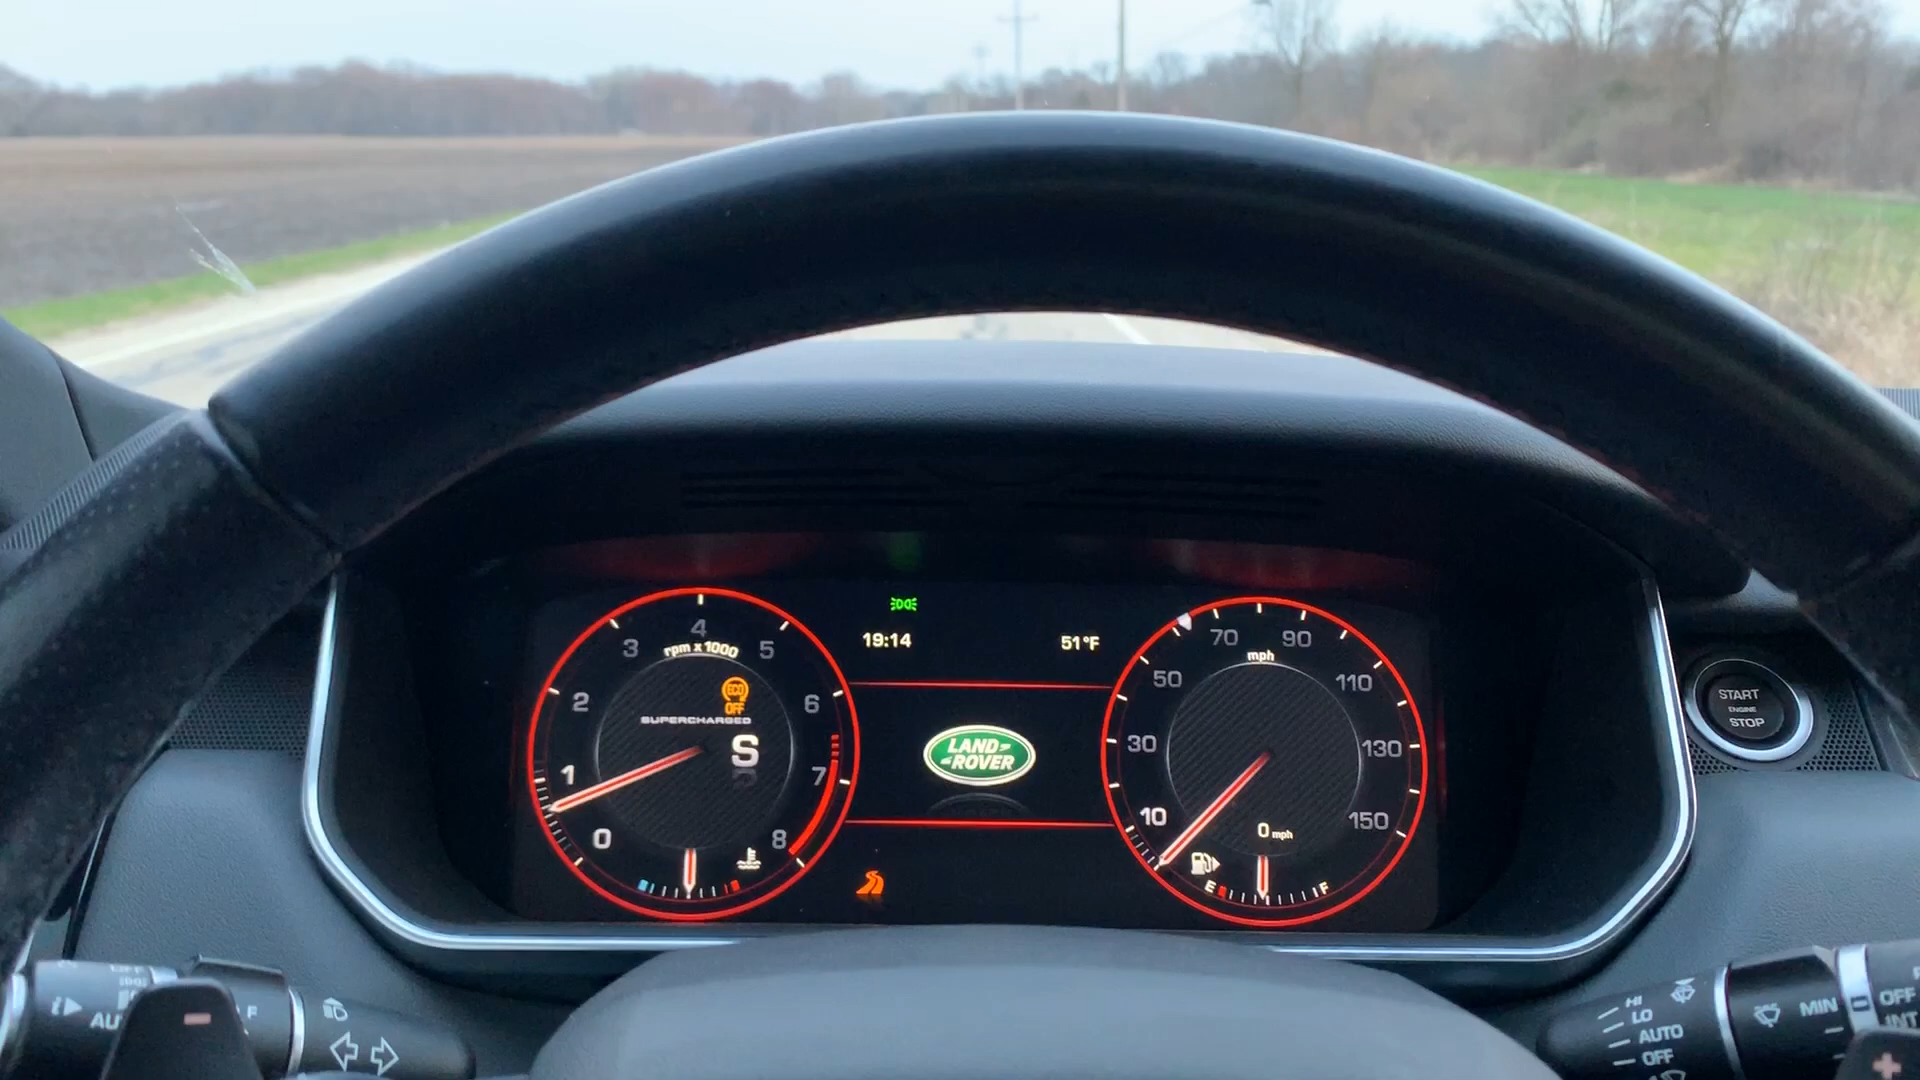 19:14
51°F
0
1
2
3
4
5
6
7
8
rpm x 1000
ECO
OFF
SUPERCHARGED
S
LAND
ROVER
10
30
50
70
90
110
130
150
mph
0 mph
E
F
START
ENGINE
STOP
AU
F
-
HI
LO
AUTO
OFF
MIN
OFF
INT
+